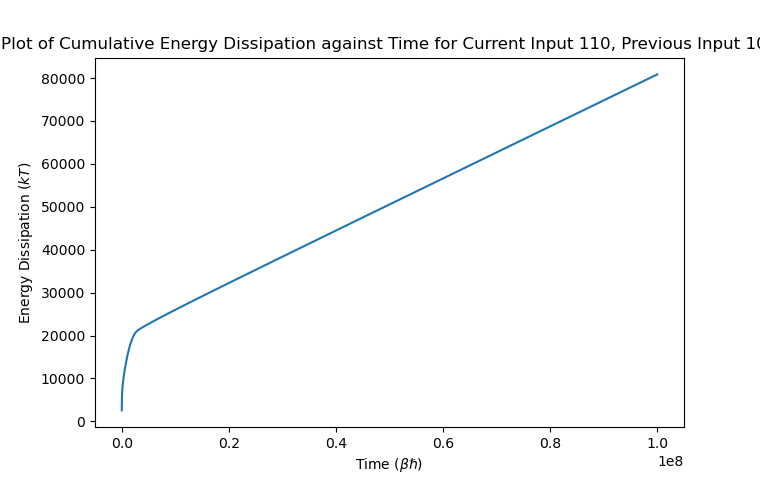 Plot of Cumulative Energy Dissipation against Time for Current Input 110, Previous Input 10
80000
70000
60000
50000
40000
30000
20000
10000
0
Energy Dissipation (kT)
0.0 0.2 0.4 0.6 0.8 1.0
1e8
Time (βħ)